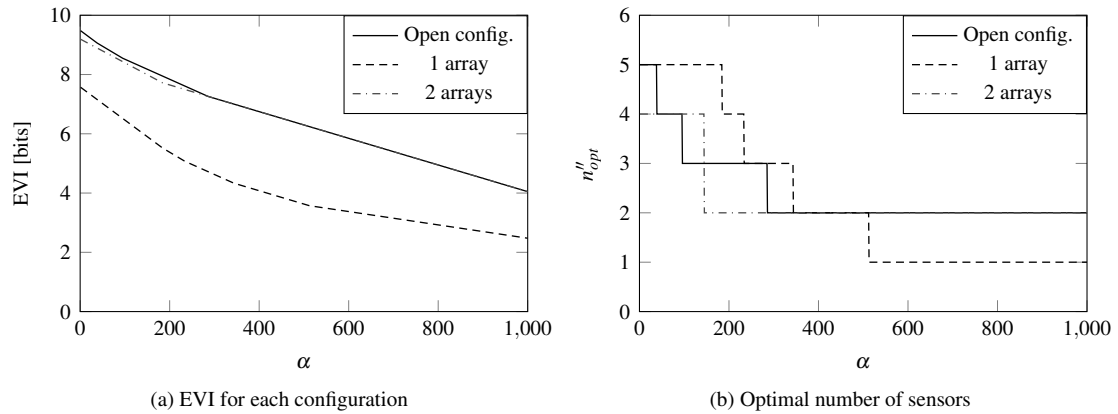 EVI [bits]
10
8
6
4
2
0
0 200 400 600 800 1,000
α
Open config.
1 array
2 arrays
(a) EVI for each configuration
n''opt
6
5
4
3
2
1
0
0 200 400 600 800 1,000
α
Open config.
1 array
2 arrays
(b) Optimal number of sensors